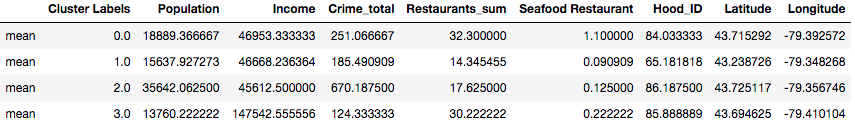 Cluster Labels Population Income Crime_total Restaurants_sum Seafood Restaurant Hood_ID Latitude Longitude
mean 0.0 18889.366667 46953.333333 251.066667 32.300000 1.100000 84.033333 43.715292 -79.392572
mean 1.0 15637.927273 46668.236364 185.490909 14.345455 0.090909 65.181818 43.238726 -79.348268
mean 2.0 35642.062500 45612.500000 670.187500 17.625000 0.125000 86.187500 43.725117 -79.356746
mean 3.0 13760.222222 147542.555556 124.333333 30.222222 0.222222 85.888889 43.694625 -79.410104